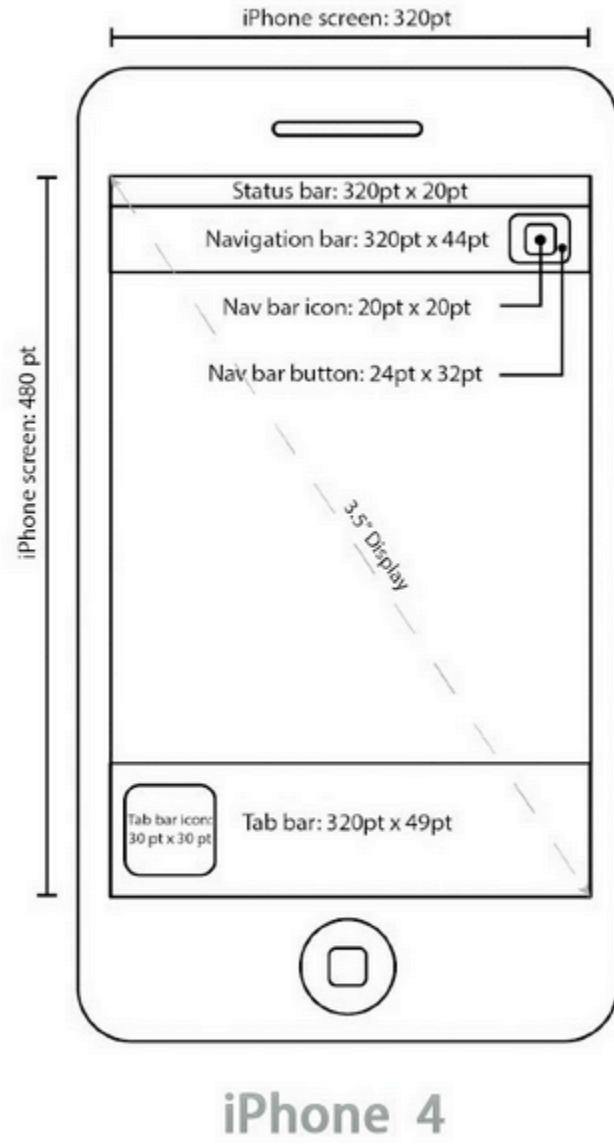 iPhone screen: 320pt
Status bar: 320pt x 20pt
Navigation bar: 320pt x 44pt
Nav bar icon: 20pt x 20pt
Nav bar button: 24pt x 32pt
iPhone screen: 480 pt
3.5" Display
Tab bar icon:
30 pt x 30 pt
Tab bar: 320pt x 49pt
iPhone 4